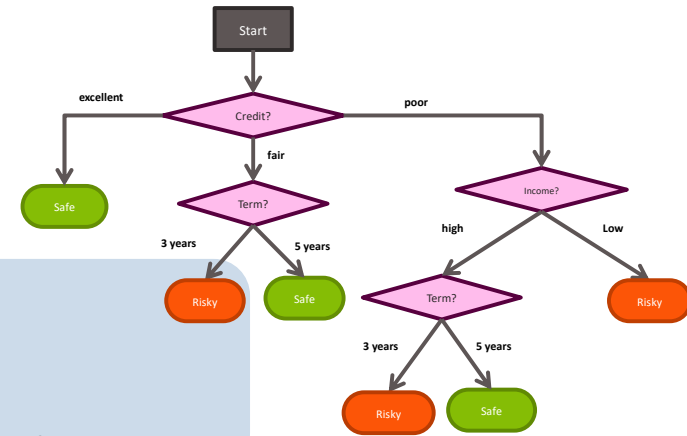 Start
excellent
Credit?
poor
fair
Safe
Term?
Income?
3 years
5 years
high
Low
Risky
Safe
Term?
Risky
3 years
5 years
Risky
Safe